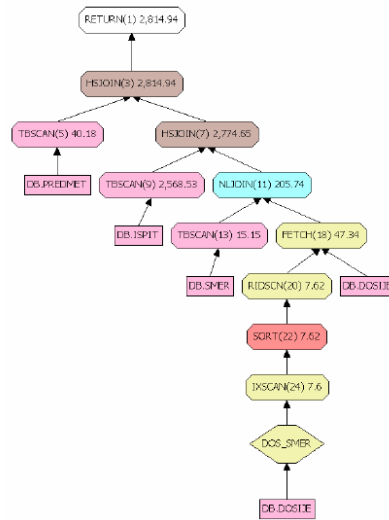 RETURN(1) 2,814.94
HSJOIN(3) 2,814.94
TBSCAN(5) 40.18
HSJOIN(7) 2,774.65
DB.PREDMET
TBSCAN(9) 2,568.53
NLJOIN(11) 205.74
DB.ISPIT
TBSCAN(13) 15.15
FETCH(18) 47.34
DB.SMER
RIDSCN(20) 7.62
DB.DOSIJE
SORT(22) 7.62
IXSCAN(24) 7.6
DOS_SMER
DB.DOSIJE